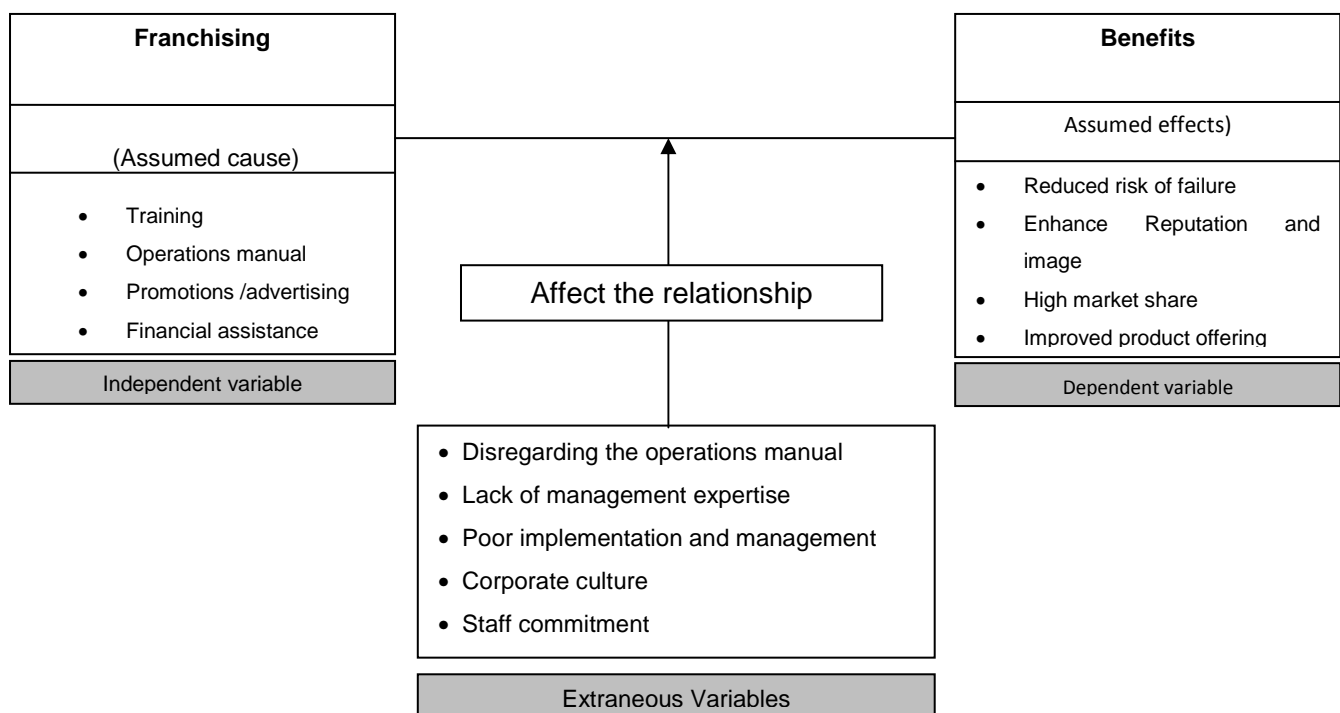 Franchising
(Assumed cause)
• Training
• Operations manual
• Promotions /advertising
• Financial assistance
Independent variable
Benefits
Assumed effects)
• Reduced risk of failure
• Enhance Reputation and
image
• High market share
• Improved product offering
Dependent variable
Affect the relationship
• Disregarding the operations manual
• Lack of management expertise
• Poor implementation and management
• Corporate culture
• Staff commitment
Extraneous Variables